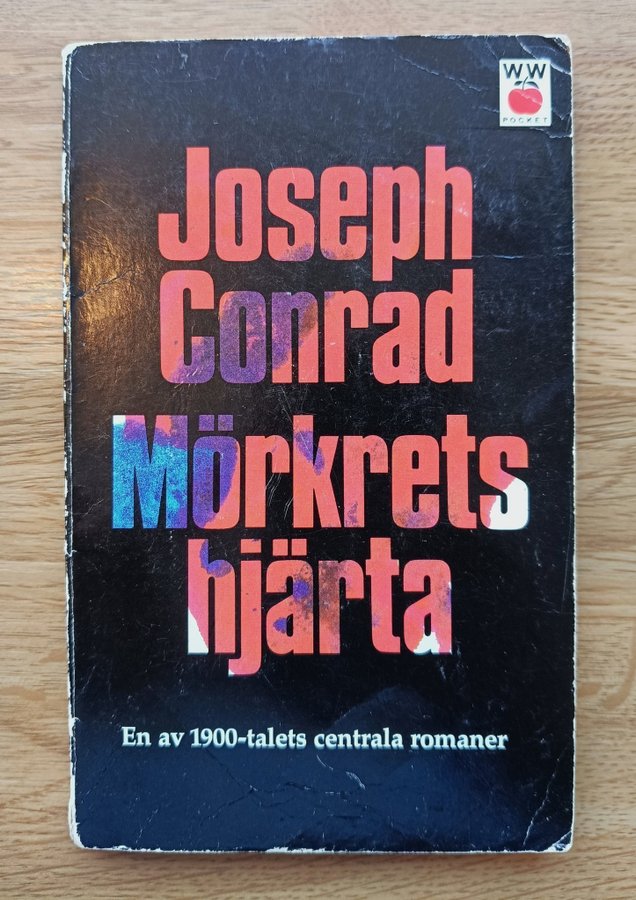 WW
POCKET
Joseph
Conrad
Mörkrets
hjärta
En av 1900-talets centrala romaner